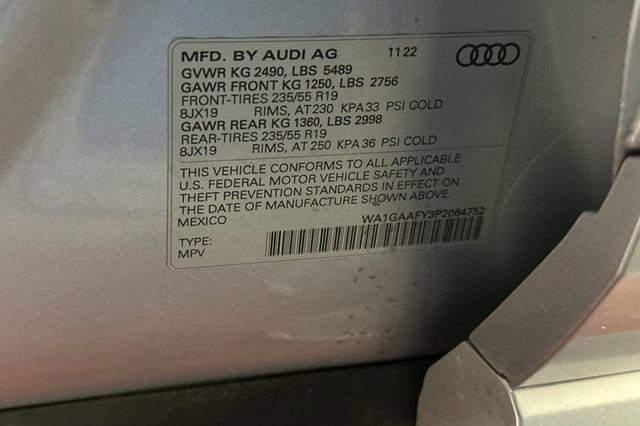 MFD. BY AUDI AG 11 22
GVWR KG 2490, LBS 5489
GAWR FRONT KG 1250, LBS 2756
FRONT-TIRES 235/55 R19
8JX19 RIMS, AT 230 KPA 33 PSI COLD
GAWR REAR KG 1360, LBS 2998
REAR-TIRES 235/55 R19
8JX19 RIMS, AT 250 KPA 36 PSI COLD
THIS VEHICLE CONFORMS TO ALL APPLICABLE
U.S. FEDERAL MOTOR VEHICLE SAFETY AND
THEFT PREVENTION STANDARDS IN EFFECT ON
THE DATE OF MANUFACTURE SHOWN ABOVE.
MEXICO WA1GAAFY3P2064752
TYPE:
MPV